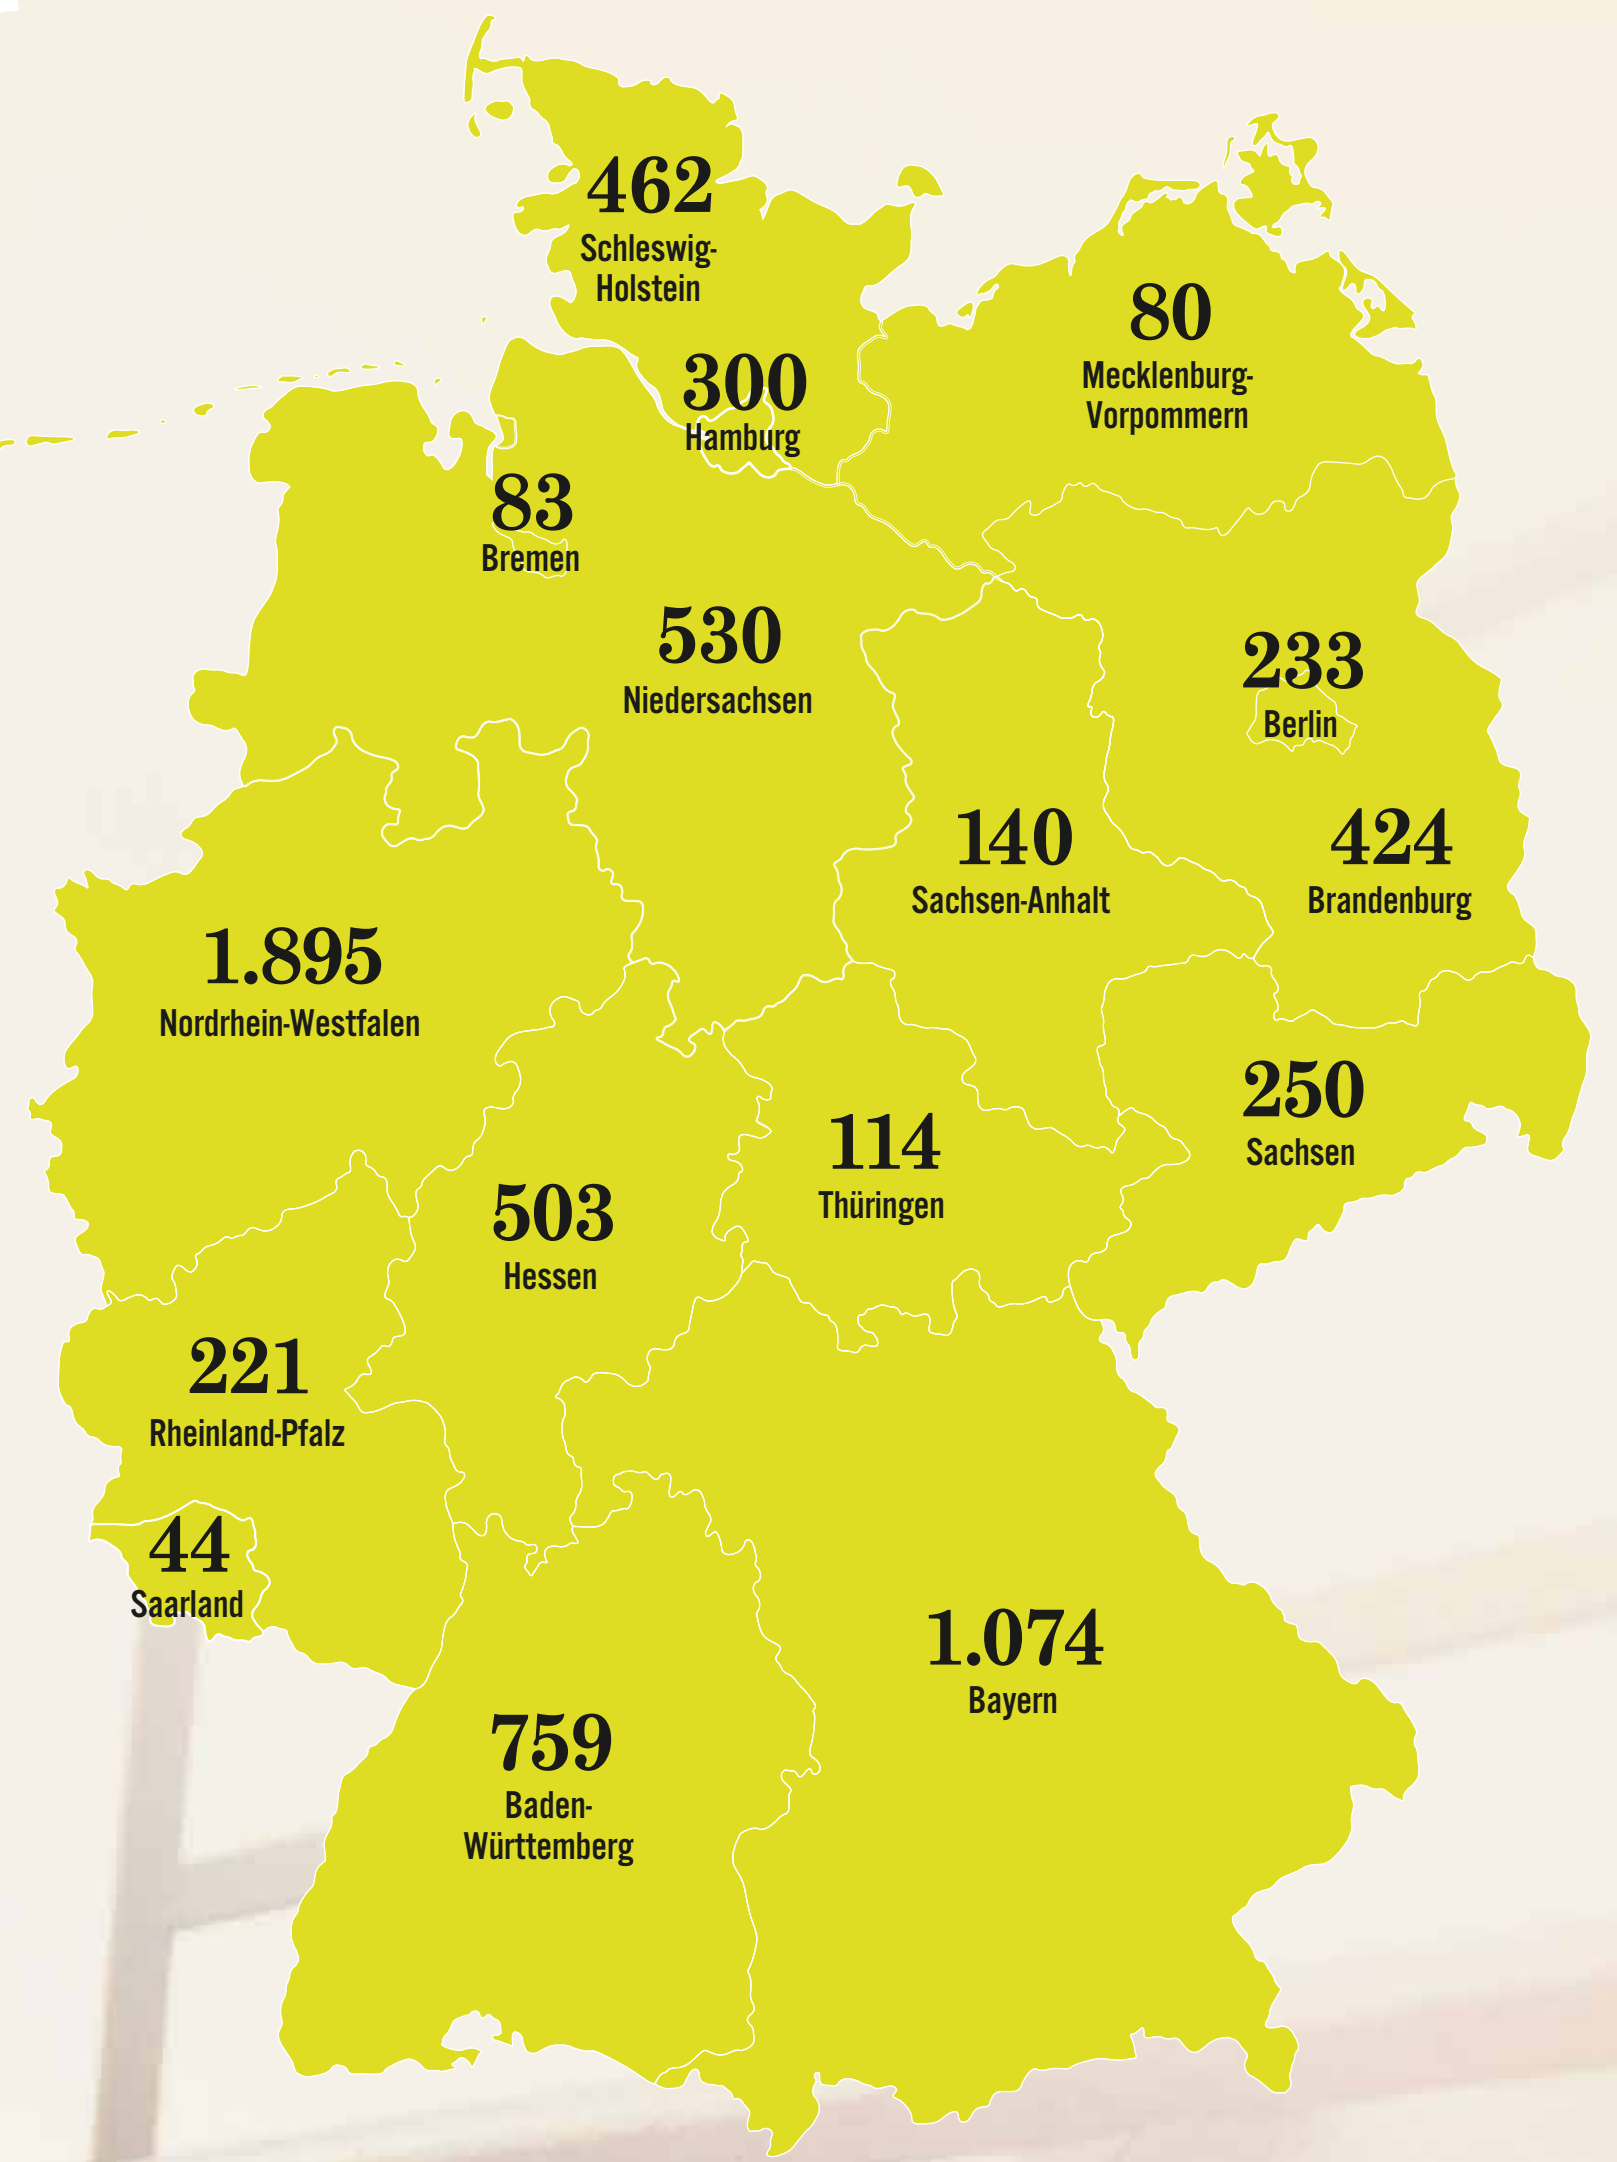 462
Schleswig-
Holstein
80
Mecklenburg-
Vorpommern
300
Hamburg
83
Bremen
530
Niedersachsen
233
Berlin
140
Sachsen-Anhalt
424
Brandenburg
1.895
Nordrhein-Westfalen
250
Sachsen
114
Thüringen
503
Hessen
221
Rheinland-Pfalz
44
Saarland
1.074
Bayern
759
Baden-
Württemberg